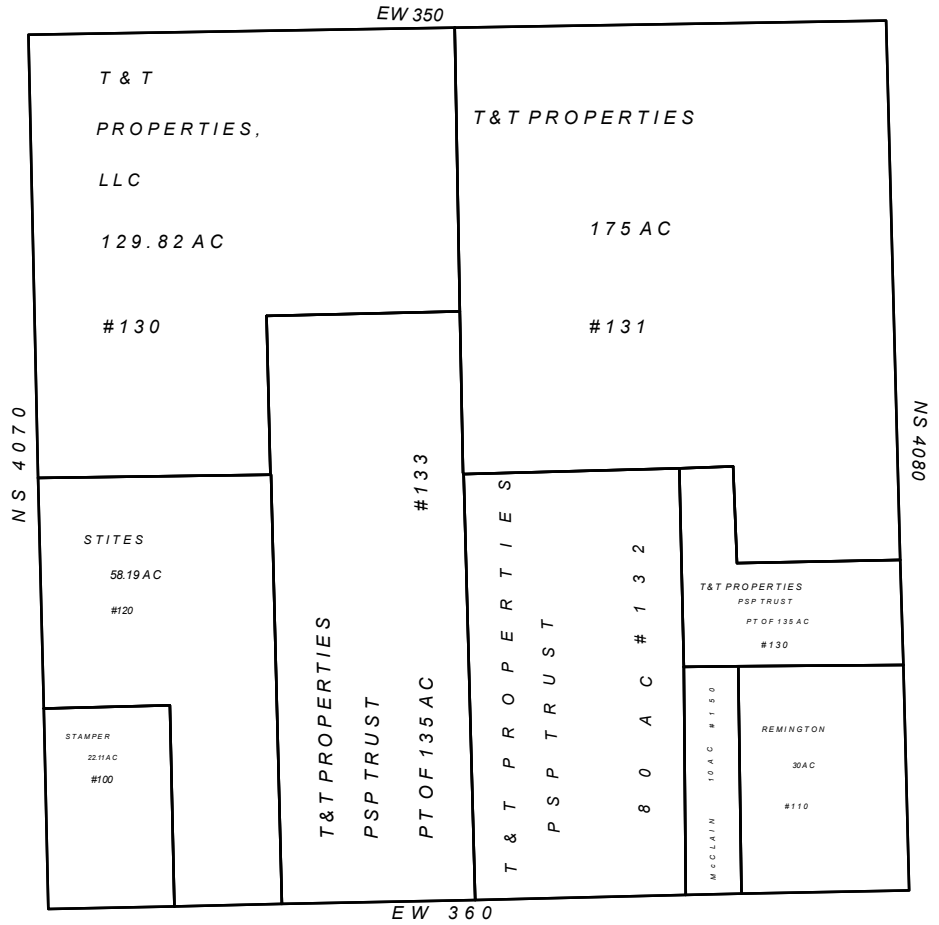 EW 350
T & T
PROPERTIES,
LLC
129.82 AC
#130
T&T PROPERTIES
175 AC
#131
NS 4070
NS 4080
STITES
58.19 AC
#120
STAMPER
22.11 AC
#100
T&T PROPERTIES
PSP TRUST
PT OF 135 AC
#133
T & T PROPERTIES
PSP TRUST
80 AC #132
T&T PROPERTIES
PSP TRUST
PT OF 135 AC
#130
McCLAIN 10 AC #150
REMINGTON
30 AC
#110
EW 360